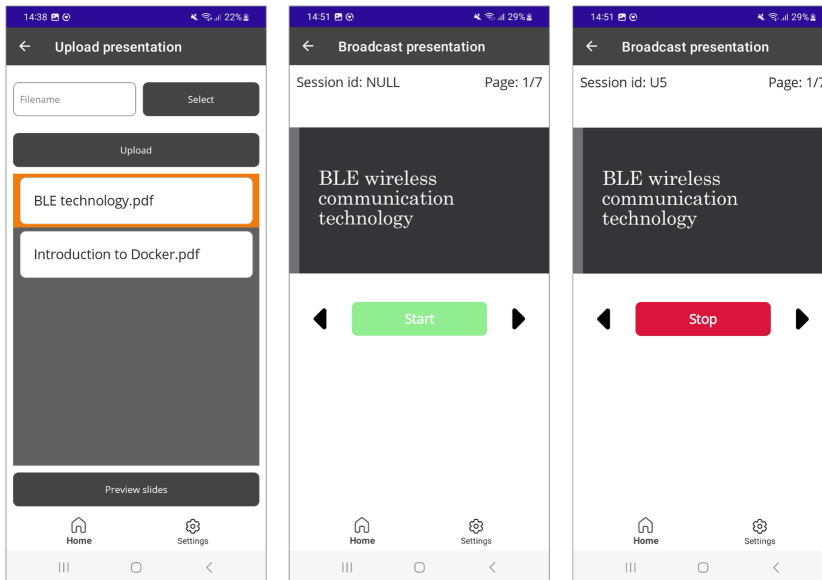 14:38
22%
Upload presentation
Filename
Select
Upload
BLE technology.pdf
Introduction to Docker.pdf
Preview slides
Home
Settings
14:51
29%
Broadcast presentation
Session id: NULL
Page: 1/7
BLE wireless
communication
technology
Start
Home
Settings
14:51
29%
Broadcast presentation
Session id: U5
Page: 1/7
BLE wireless
communication
technology
Stop
Home
Settings